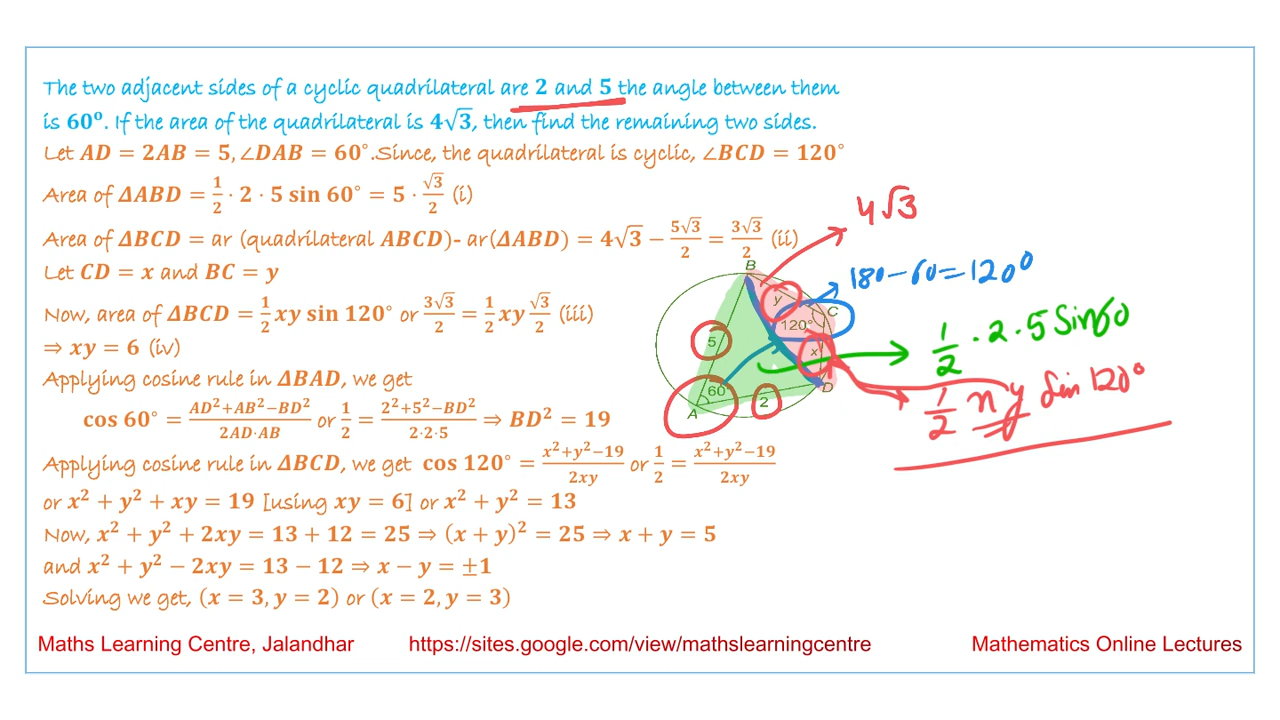 The two adjacent sides of a cyclic quadrilateral are 2 and 5 the angle between them
is 60°. If the area of the quadrilateral is 4√3, then find the remaining two sides.
Let AD = 2AB = 5, ∠DAB = 60°.Since, the quadrilateral is cyclic, ∠BCD = 120°
Area of ΔABD = 1/2 · 2 · 5 sin 60° = 5 · √3/2 (i)
Area of ΔBCD = ar (quadrilateral ABCD)- ar(ΔABD) = 4√3 − 5√3/2 = 3√3/2 (ii)
Let CD = x and BC = y
Now, area of ΔBCD = 1/2 xy sin 120° or 3√3/2 = 1/2 xy √3/2 (iii)
⇒ xy = 6 (iv)
Applying cosine rule in ΔBAD, we get
cos 60° = AD²+AB²−BD²/2AD·AB or 1/2 = 2²+5²−BD²/2·2·5 ⇒ BD² = 19
Applying cosine rule in ΔBCD, we get cos 120° = x²+y²−19/2xy or 1/2 = x²+y²−19/2xy
or x² + y² + xy = 19 [using xy = 6] or x² + y² = 13
Now, x² + y² + 2xy = 13 + 12 = 25 ⇒ (x + y)² = 25 ⇒ x + y = 5
and x² + y² − 2xy = 13 − 12 ⇒ x − y = ±1
Solving we get, (x = 3, y = 2) or (x = 2, y = 3)
4√3
180-60=120°
B
y
C
120°
5
x
60°
2
A
D
1/2 · 2 · 5 Sin60
1/2 x y Sin 120°
Maths Learning Centre, Jalandhar https://sites.google.com/view/mathslearningcentre Mathematics Online Lectures